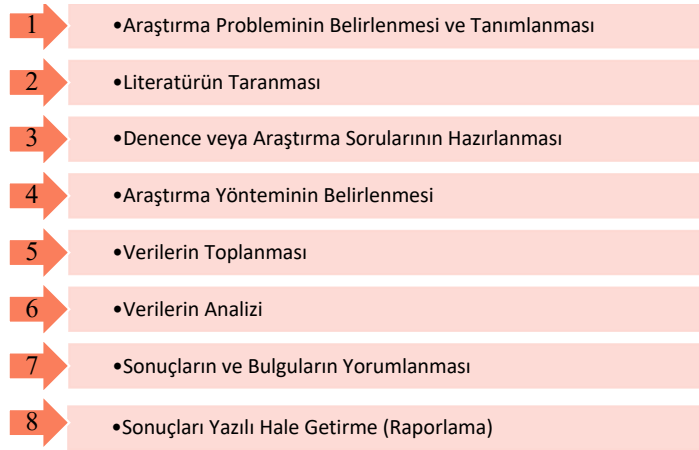 1 •Araştırma Probleminin Belirlenmesi ve Tanımlanması
2 •Literatürün Taranması
3 •Denence veya Araştırma Sorularının Hazırlanması
4 •Araştırma Yönteminin Belirlenmesi
5 •Verilerin Toplanması
6 •Verilerin Analizi
7 •Sonuçların ve Bulguların Yorumlanması
8 •Sonuçları Yazılı Hale Getirme (Raporlama)